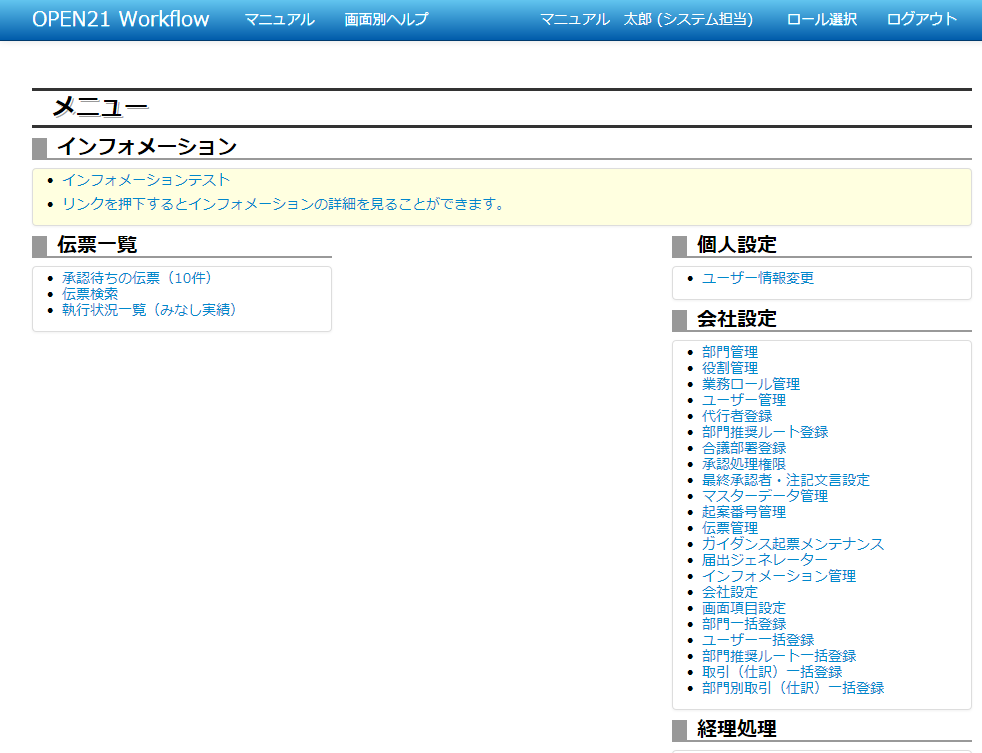 OPEN21 Workflow マニュアル 画面別ヘルプ マニュアル 太郎 (システム担当) ロール選択 ログアウト
メニュー
インフォメーション
インフォメーションテスト
リンクを押下するとインフォメーションの詳細を見ることができます。
伝票一覧
承認待ちの伝票（10件）
伝票検索
執行状況一覧（みなし実績）
個人設定
ユーザー情報変更
会社設定
部門管理
役割管理
業務ロール管理
ユーザー管理
代行者登録
部門推奨ルート登録
合議部署登録
承認処理権限
最終承認者・注記文言設定
マスターデータ管理
起案番号管理
伝票管理
ガイダンス起票メンテナンス
届出ジェネレーター
インフォメーション管理
会社設定
画面項目設定
部門一括登録
ユーザー一括登録
部門推奨ルート一括登録
取引（仕訳）一括登録
部門別取引（仕訳）一括登録
経理処理